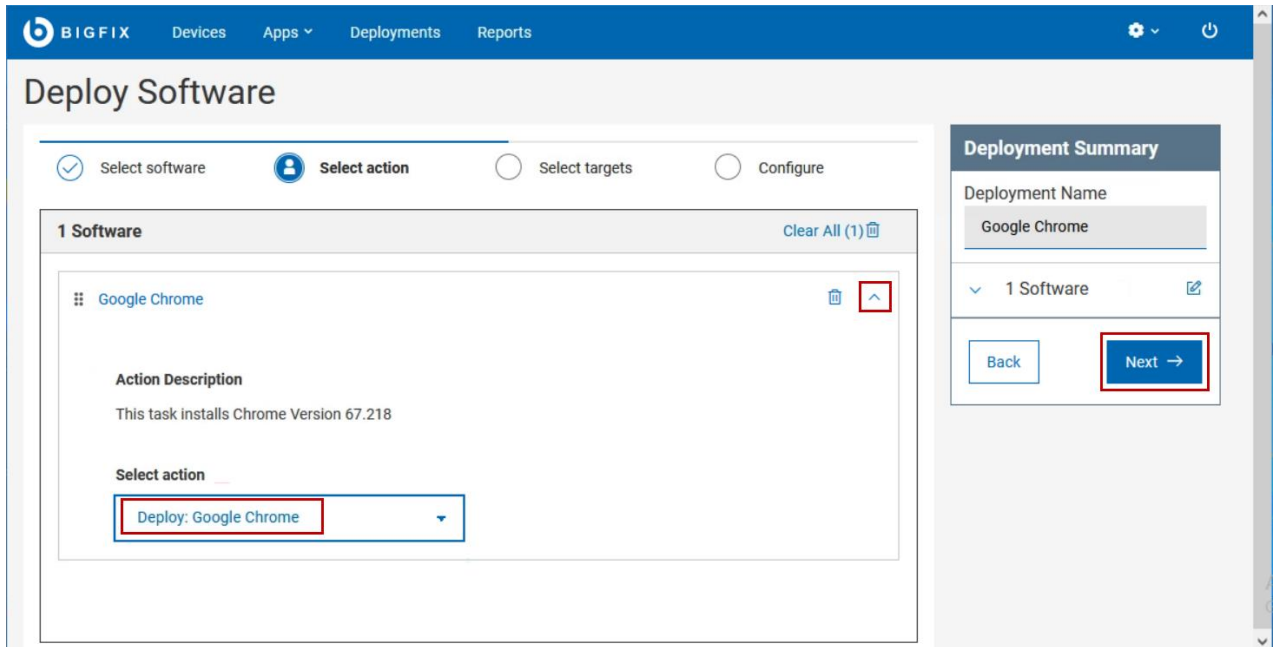 BIGFIX Devices Apps Deployments Reports
Deploy Software
Select software Select action Select targets Configure
1 Software Clear All (1)
Google Chrome
Action Description
This task installs Chrome Version 67.218
Select action
Deploy: Google Chrome
Deployment Summary
Deployment Name
Google Chrome
1 Software
Back Next →